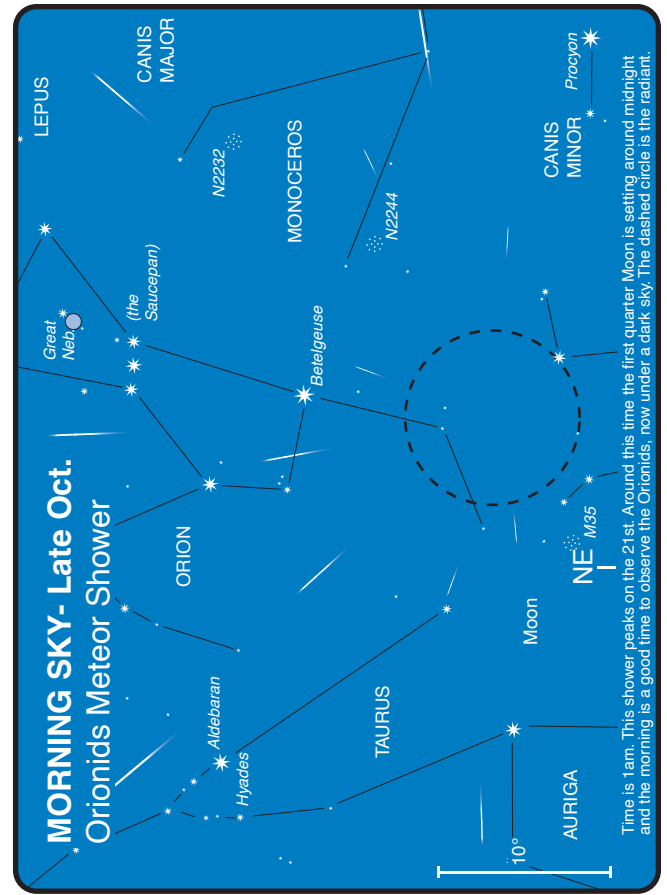 MORNING SKY- Late Oct.
Orionids Meteor Shower
LEPUS
CANIS
MAJOR
Great
Neb.
(the
Saucepan)
N2232
MONOCEROS
N2244
Betelgeuse
ORION
Procyon
CANIS
MINOR
Aldebaran
Hyades
TAURUS
Moon
M35
NE
AURIGA
10°
Time is 1am. This shower peaks on the 21st. Around this time the first quarter Moon is setting around midnight
and the morning is a good time to observe the Orionids, now under a dark sky. The dashed circle is the radiant.